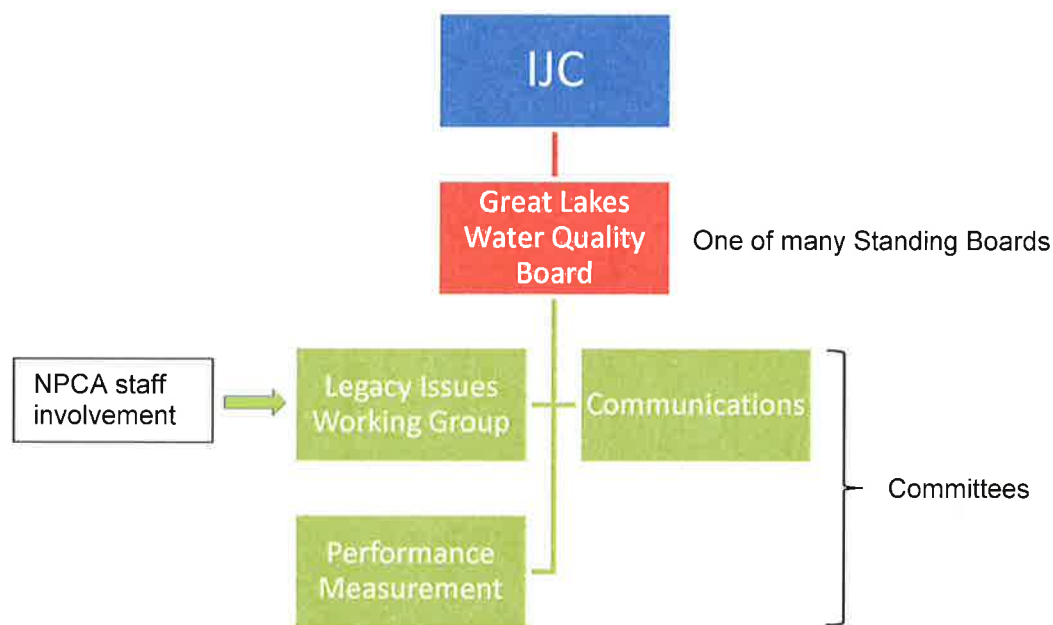 IJC
Great Lakes
Water Quality
Board
One of many Standing Boards
NPCA staff
involvement
Legacy Issues
Working Group
Communications
Committees
Performance
Measurement